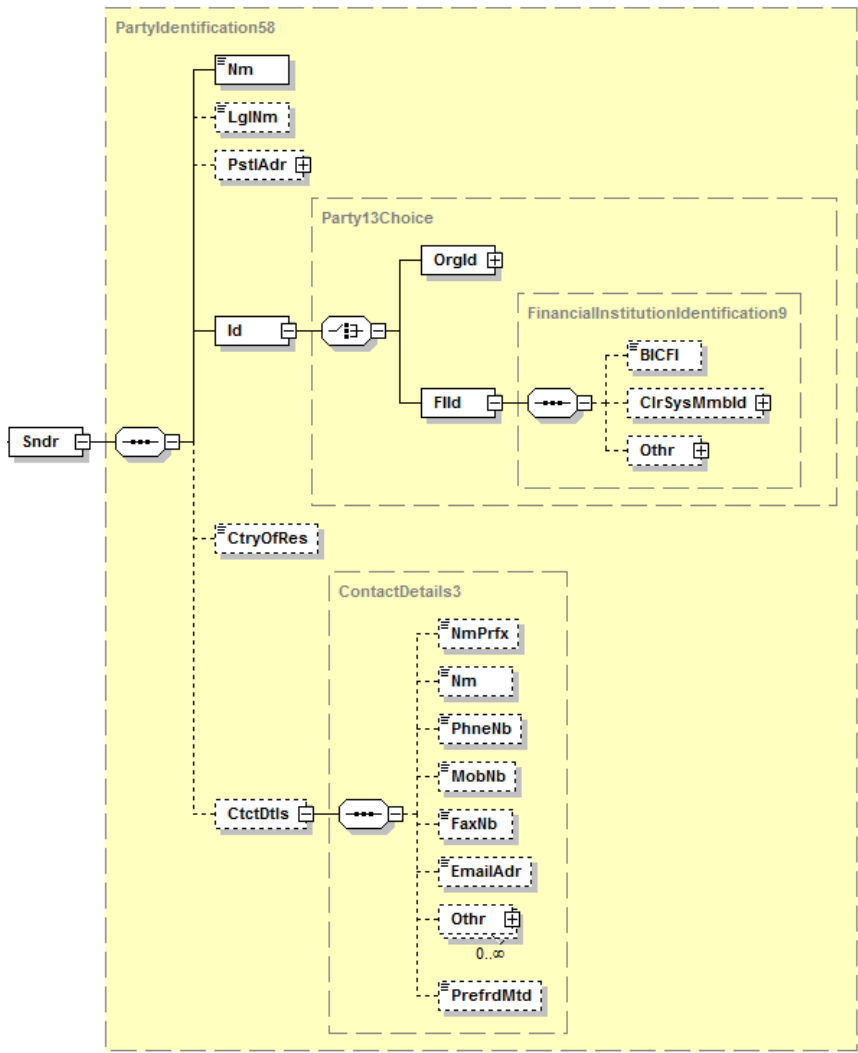 PartyIdentification58
Nm
LglNm
PstlAdr
Party13Choice
OrgId
FinancialInstitutionIdentification9
Id
BICFI
FIId
ClrSysMmbId
Sndr
Othr
CtryOfRes
ContactDetails3
NmPrfx
Nm
PhneNb
MobNb
CtctDtls
FaxNb
EmailAdr
Othr
0..∞
PrefrdMtd